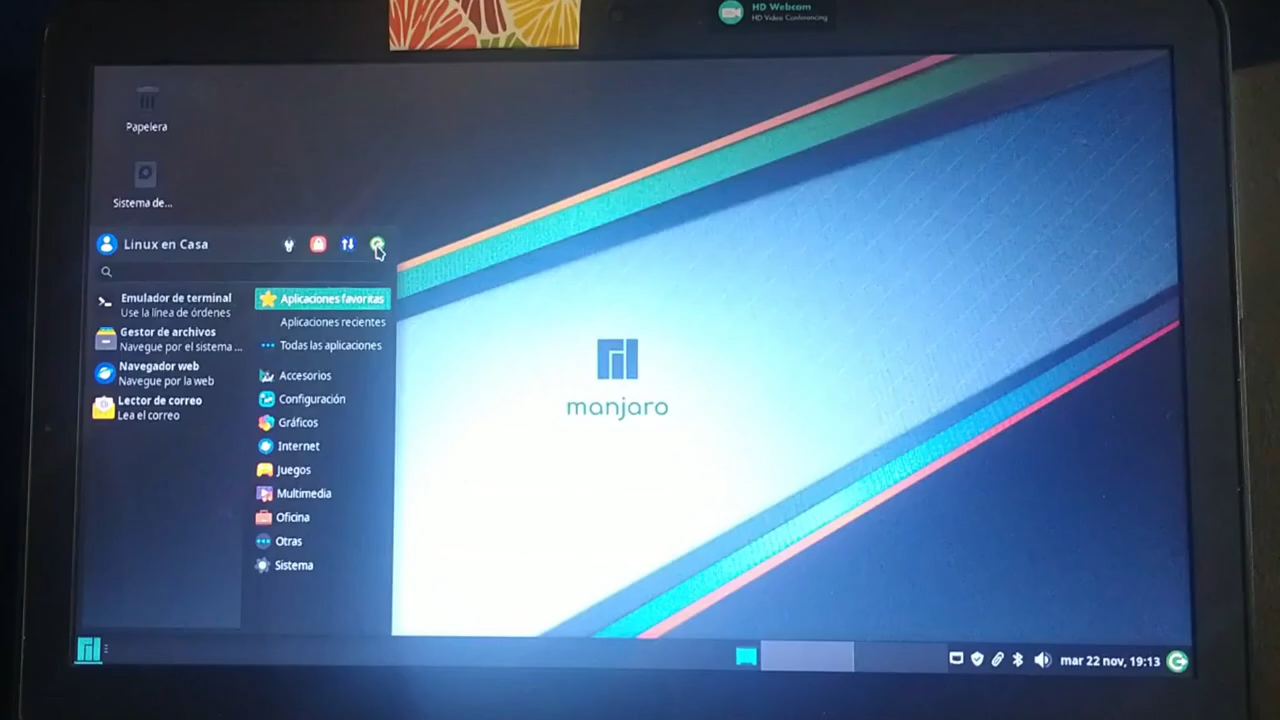 HD Webcam
HD Video Conferencing
Papelera
Sistema de...
Linux en Casa
Emulador de terminal
Use la línea de órdenes
Gestor de archivos
Navegue por el sistema ...
Navegador web
Navegue por la web
Lector de correo
Lea el correo
Aplicaciones favoritas
Aplicaciones recientes
Todas las aplicaciones
Accesorios
Configuración
Gráficos
Internet
Juegos
Multimedia
Oficina
Otras
Sistema
manjaro
mar 22 nov, 19:13